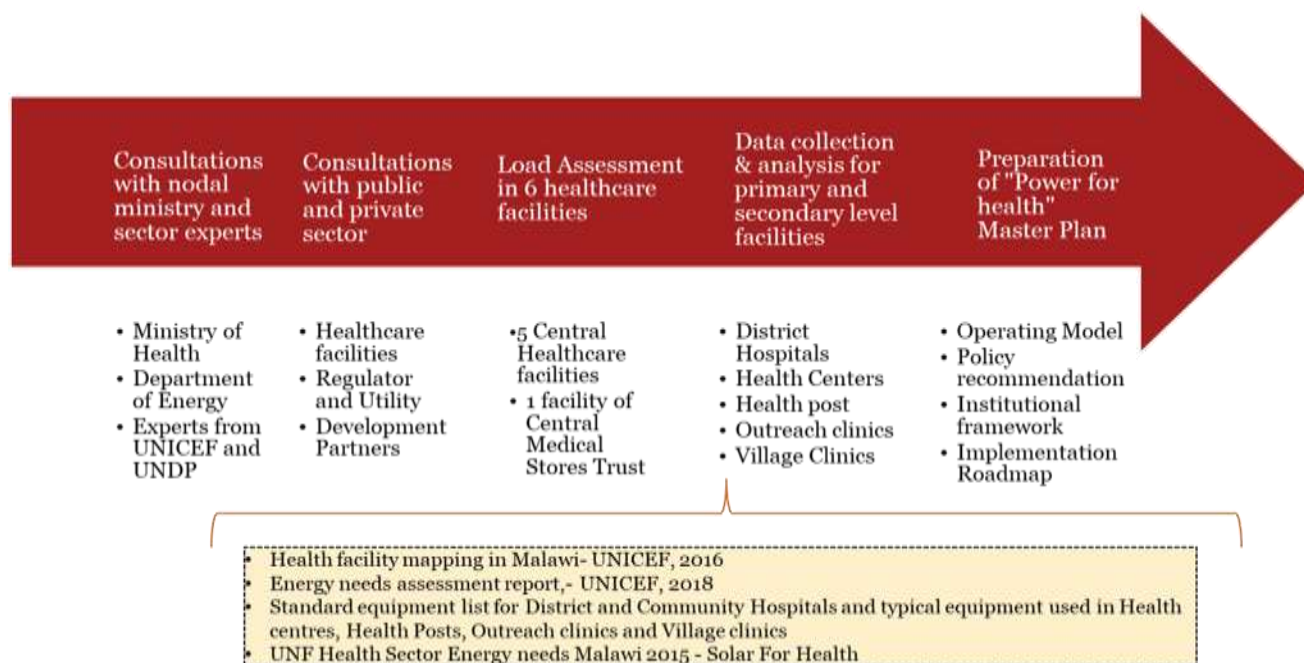 Consultations
with nodal
ministry and
sector experts
Consultations
with public
and private
sector
Load Assessment
in 6 healthcare
facilities
Data collection
& analysis for
primary and
secondary level
facilities
Preparation
of "Power for
health"
Master Plan
• Ministry of
Health
• Department
of Energy
• Experts from
UNICEF and
UNDP
• Healthcare
facilities
• Regulator
and Utility
• Development
Partners
•5 Central
Healthcare
facilities
• 1 facility of
Central
Medical
Stores Trust
• District
Hospitals
• Health Centers
• Health post
• Outreach clinics
• Village Clinics
• Operating Model
• Policy
recommendation
• Institutional
framework
• Implementation
Roadmap
• Health facility mapping in Malawi- UNICEF, 2016
• Energy needs assessment report,- UNICEF, 2018
• Standard equipment list for District and Community Hospitals and typical equipment used in Health
centres, Health Posts, Outreach clinics and Village clinics
• UNF Health Sector Energy needs Malawi 2015 - Solar For Health